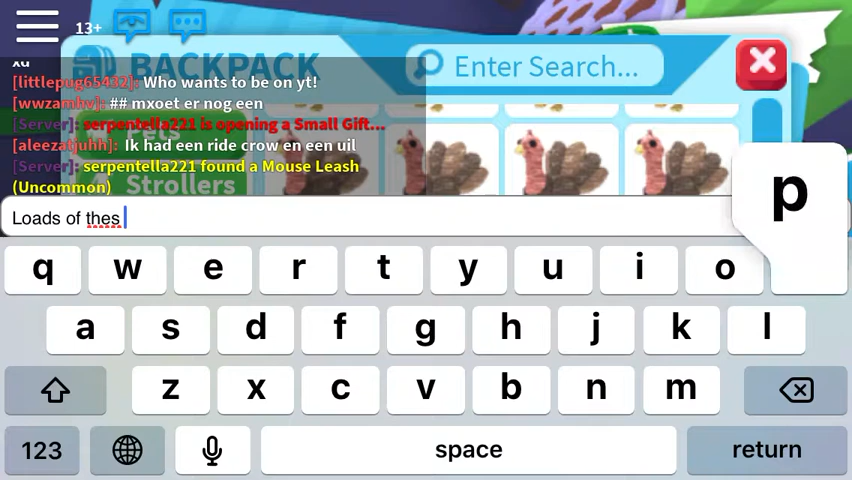 13+
BACKPACK
Enter Search...
xd
[littlepug65432]: Who wants to be on yt!
[wwzamhv]: ## mxoet er nog een
[Server]: serpentella221 is opening a Small Gift...
Pets
[aleezatjuhh]: Ik had een ride crow en een uil
[Server]: serpentella221 found a Mouse Leash
(Uncommon)
Strollers
Loads of thes
p
q w e r t y u i o
a s d f g h j k l
z x c v b n m
123 space return